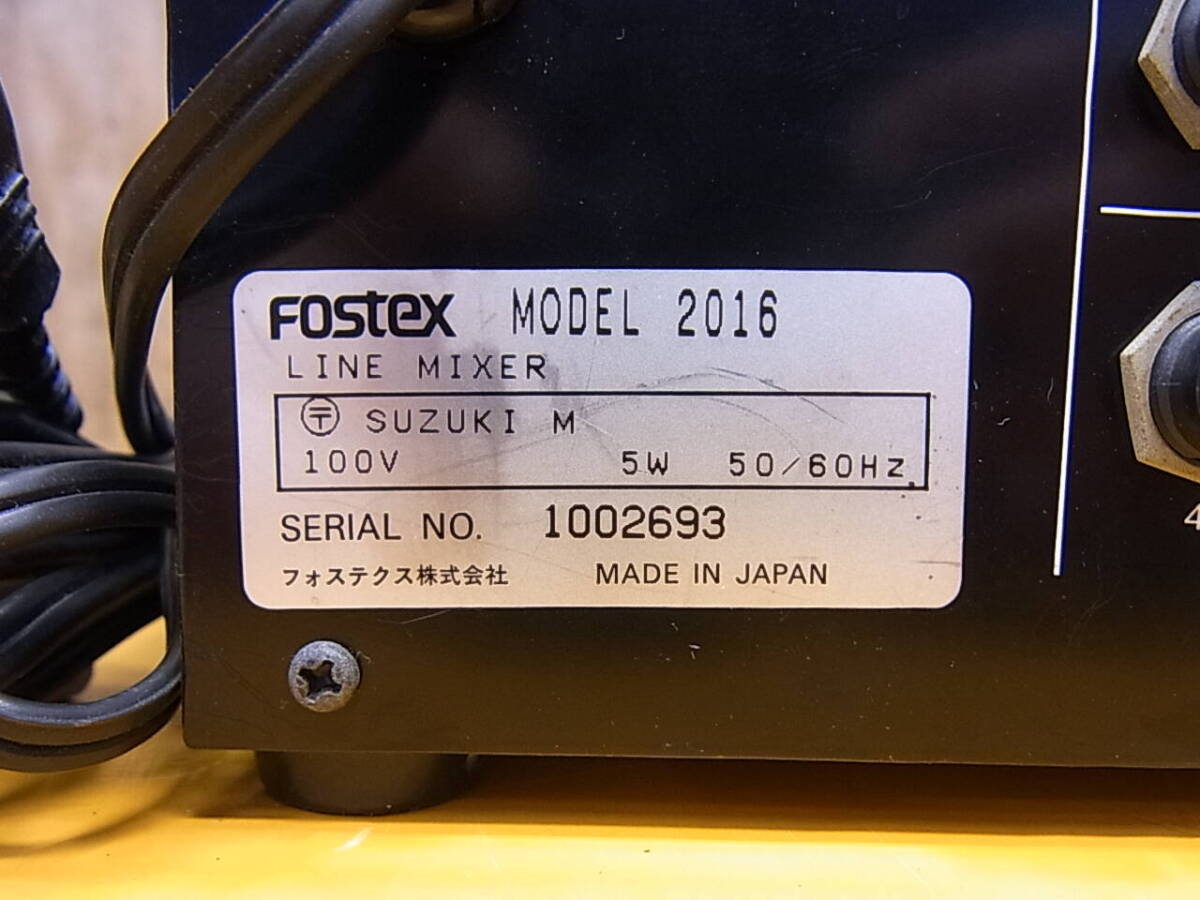 FOSTEX MODEL 2016
LINE MIXER
〒 SUZUKI M
100V 5W 50/60Hz
SERIAL NO. 1002693
フォステクス株式会社 MADE IN JAPAN
4